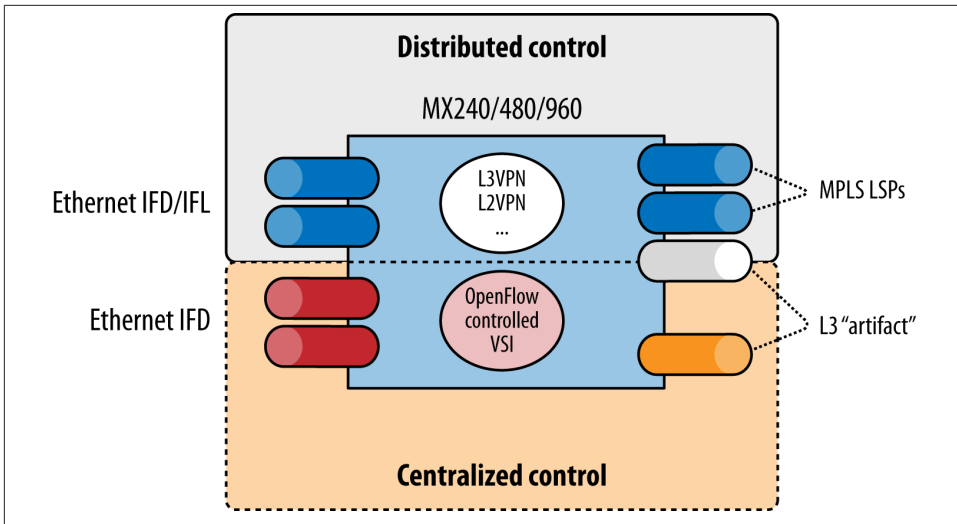 Distributed control
MX240/480/960
L3VPN
L2VPN
...
Ethernet IFD/IFL
MPLS LSPs
Ethernet IFD
OpenFlow
controlled
VSI
L3 “artifact”
Centralized control